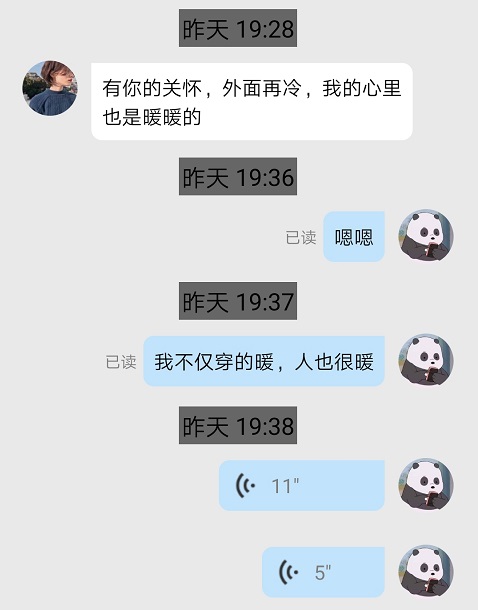 昨天 19:28
有你的关怀，外面再冷，我的心里
也是暖暖的
昨天 19:36
已读
嗯嗯
昨天 19:37
已读
我不仅穿的暖，人也很暖
昨天 19:38
11"
5"